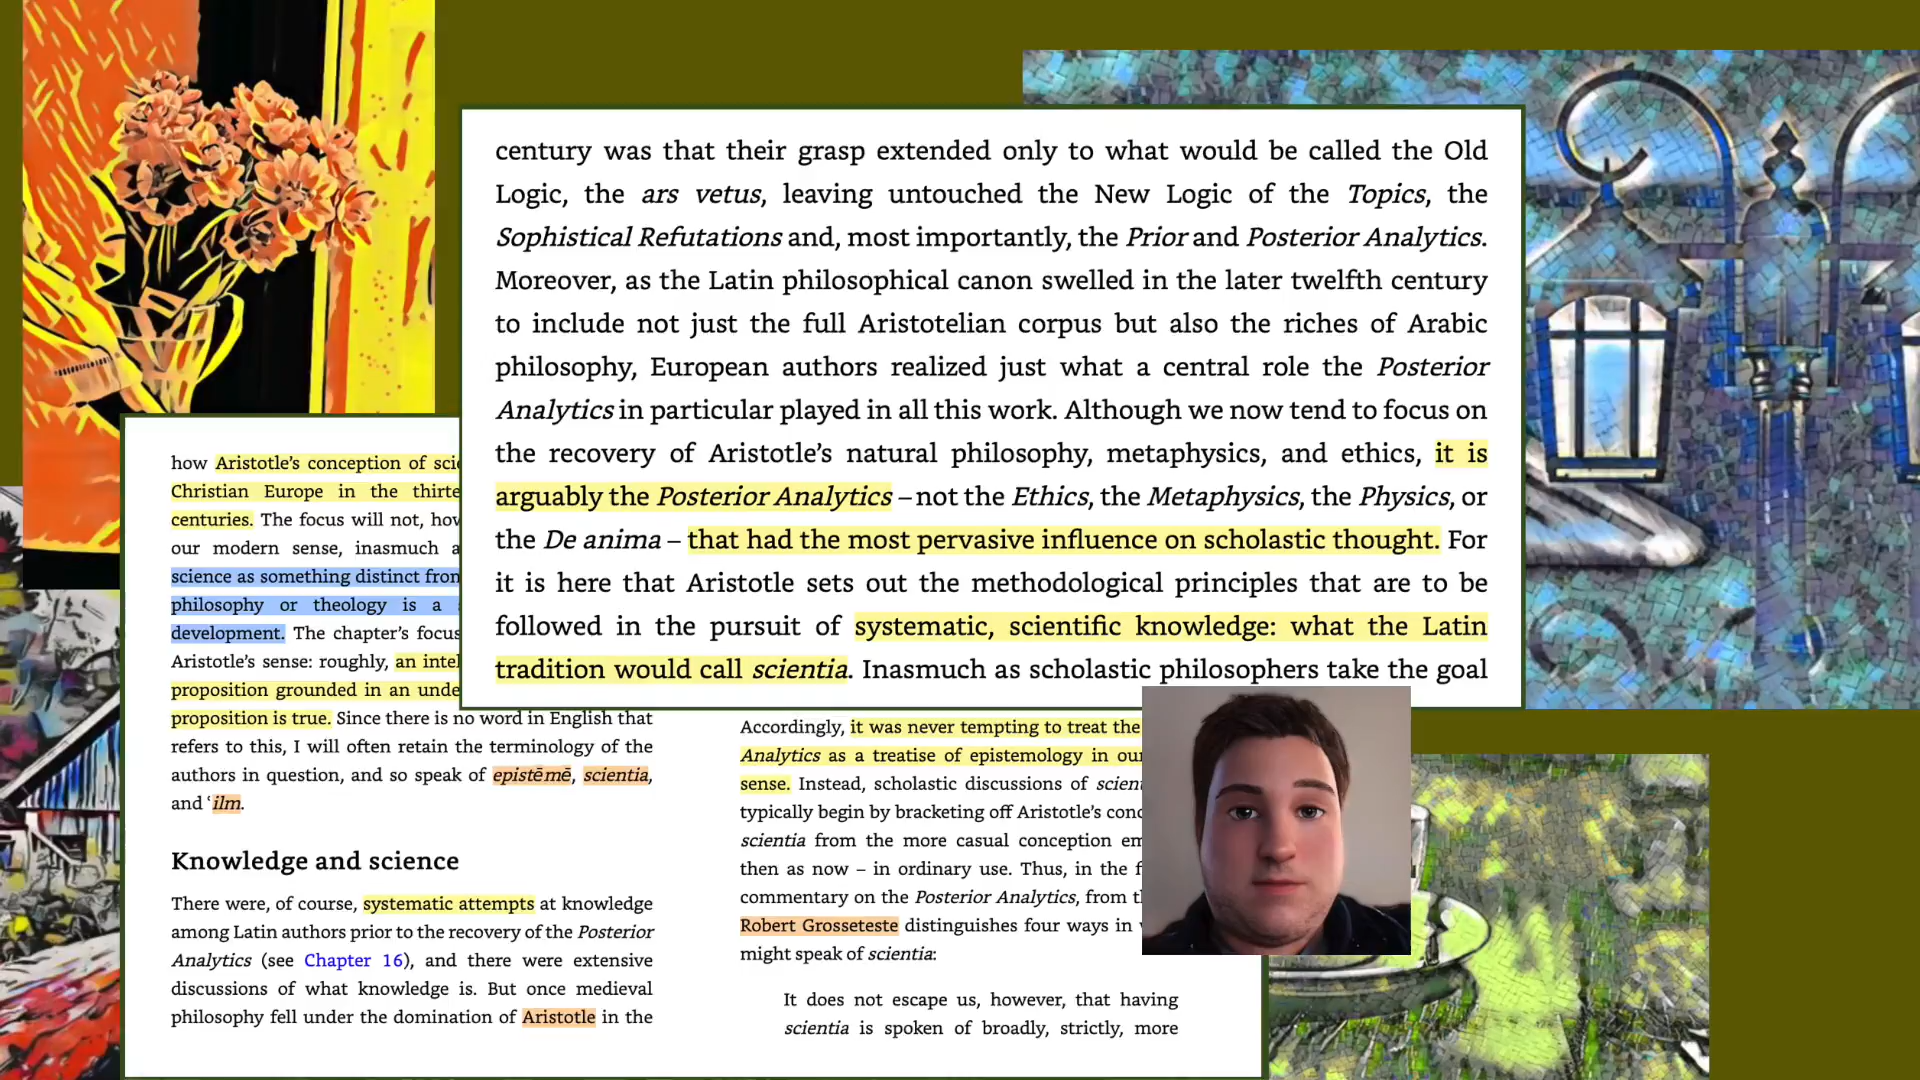 century was that their grasp extended only to what would be called the Old
Logic, the ars vetus, leaving untouched the New Logic of the Topics, the
Sophistical Refutations and, most importantly, the Prior and Posterior Analytics.
Moreover, as the Latin philosophical canon swelled in the later twelfth century
to include not just the full Aristotelian corpus but also the riches of Arabic
philosophy, European authors realized just what a central role the Posterior
Analytics in particular played in all this work. Although we now tend to focus on
the recovery of Aristotle’s natural philosophy, metaphysics, and ethics, it is
arguably the Posterior Analytics – not the Ethics, the Metaphysics, the Physics, or
the De anima – that had the most pervasive influence on scholastic thought. For
it is here that Aristotle sets out the methodological principles that are to be
followed in the pursuit of systematic, scientific knowledge: what the Latin
tradition would call scientia. Inasmuch as scholastic philosophers take the goal
how Aristotle’s conception of
Christian Europe in the
centuries. The focus will not,
our modern sense, inasmuch
science as something distinct
philosophy or theology is a
development. The chapter’s focus
Aristotle’s sense: roughly, an
proposition grounded in an
proposition is true. Since there is no word in English that
refers to this, I will often retain the terminology of the
authors in question, and so speak of epistēmē, scientia,
and ʿilm.
Knowledge and science
There were, of course, systematic attempts at knowledge
among Latin authors prior to the recovery of the Posterior
Analytics (see Chapter 16), and there were extensive
discussions of what knowledge is. But once medieval
philosophy fell under the domination of Aristotle in the
Accordingly, it was never tempting to treat the
Analytics as a treatise of epistemology in
sense. Instead, scholastic discussions of
typically begin by bracketing off Aristotle’s
scientia from the more casual conception
then as now – in ordinary use. Thus, in the
commentary on the Posterior Analytics, from
Robert Grosseteste distinguishes four ways in
might speak of scientia:
It does not escape us, however, that having
scientia is spoken of broadly, strictly, more